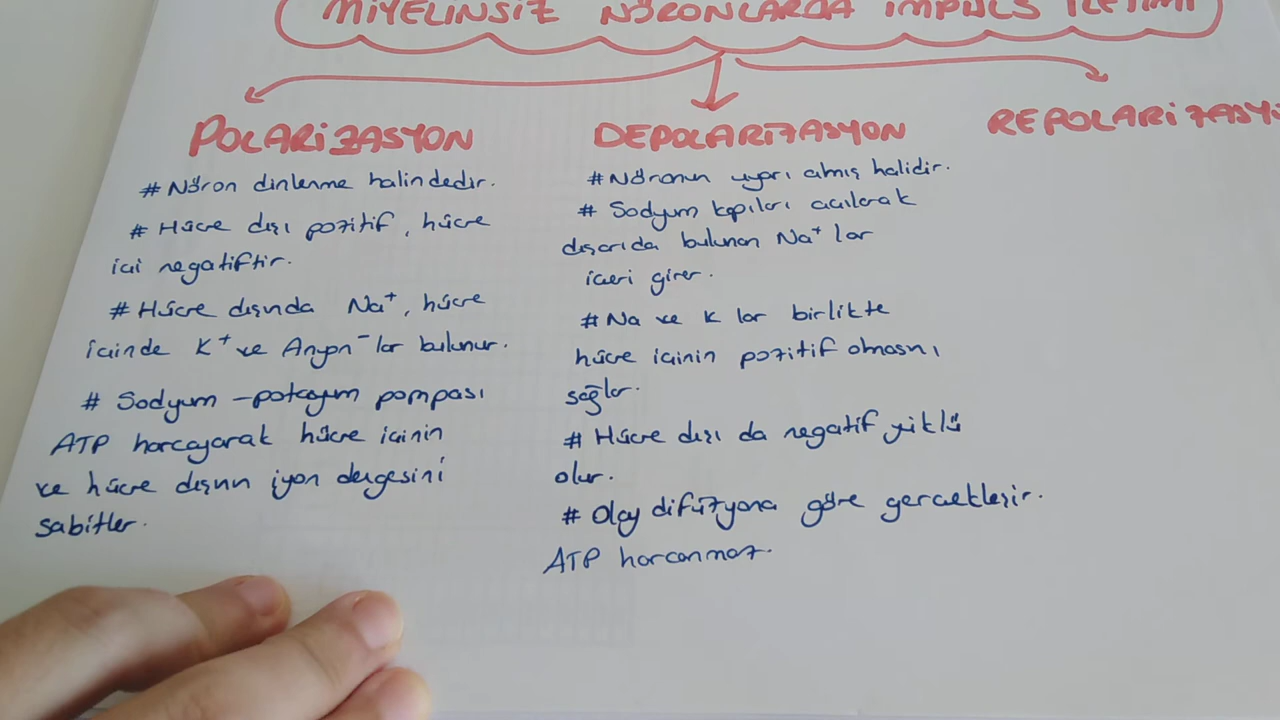 MİYELİNSİZ NÖRONLARDA İMPULS İLETİMİ
POLARİZASYON
# Nöron dinlenme halindedir.
# Hücre dışı pozitif, hücre
içi negatiftir.
# Hücre dışında Na⁺, hücre
içinde K⁺ ve Anyon⁻lar bulunur.
# Sodyum-potasyum pompası
ATP harcayarak hücre içinin
ve hücre dışının iyon dengesini
sabitler.
DEPOLARİZASYON
# Nöronun uyarı almış halidir.
# Sodyum kapıları açılarak
dışarıda bulunan Na⁺ lar
içeri girer.
# Na ve K lar birlikte
hücre içinin pozitif olmasını
sağlar.
# Hücre dışı da negatif yüklü
olur.
# Olay difüzyona göre gerçekleşir.
ATP harcanmaz.
REPOLARİZASY